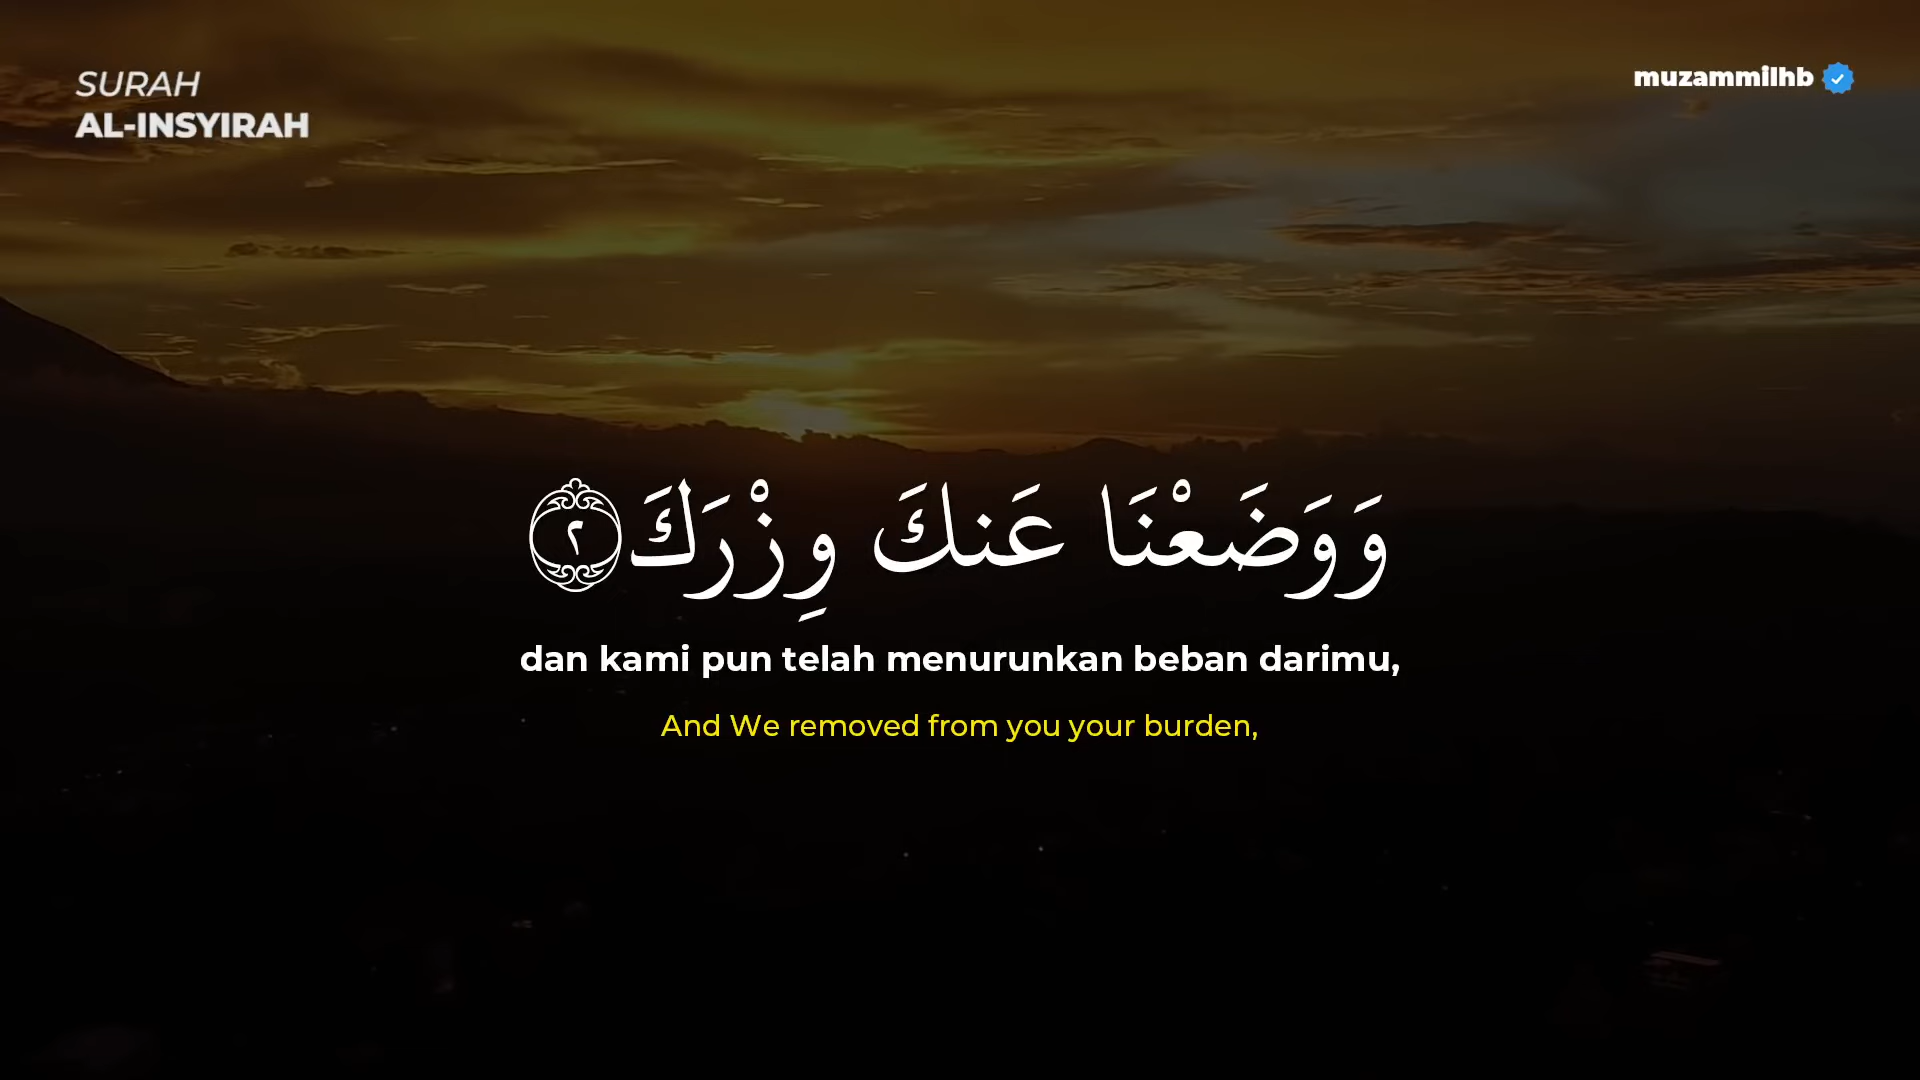 SURAH
AL-INSYIRAH
muzammilhb
وَوَضَعْنَا عَنكَ وِزْرَكَ ٢
dan kami pun telah menurunkan beban darimu,
And We removed from you your burden,